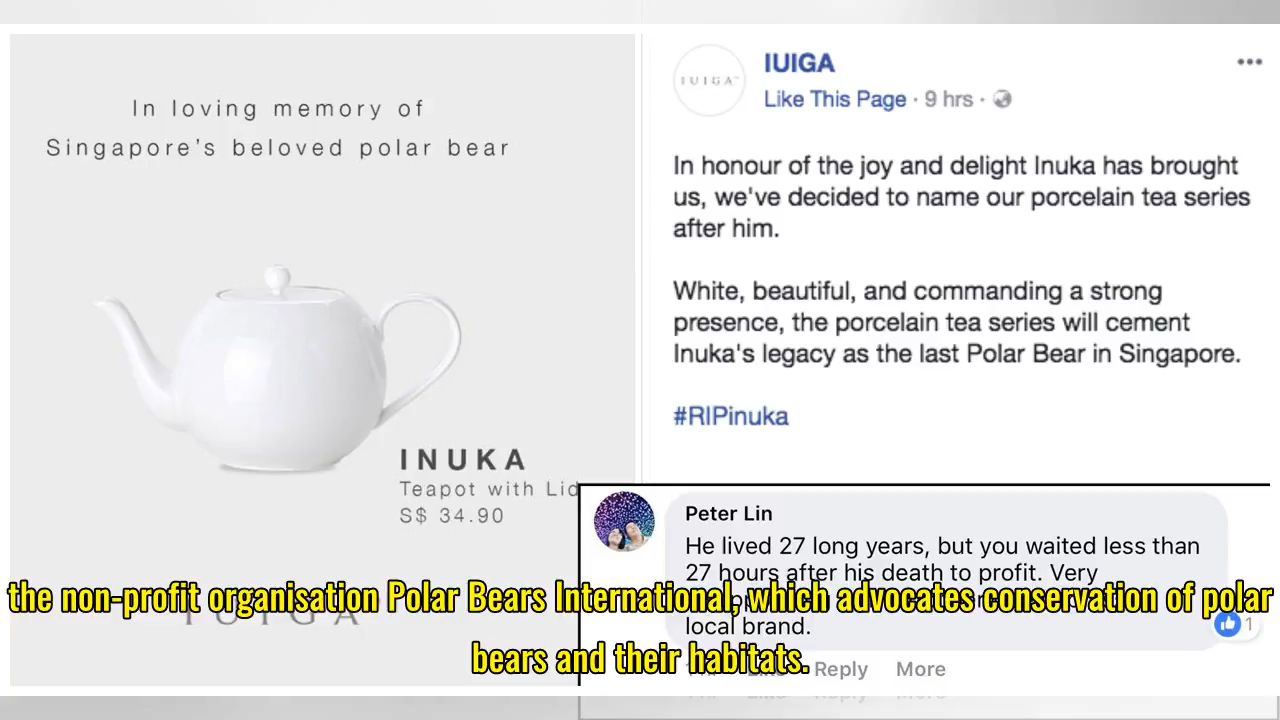 In loving memory of
Singapore's beloved polar bear
INUKA
Teapot with Lid
S$ 34.90
IUIGA
IUIGA
Like This Page · 9 hrs ·
In honour of the joy and delight Inuka has brought
us, we've decided to name our porcelain tea series
after him.
White, beautiful, and commanding a strong
presence, the porcelain tea series will cement
Inuka's legacy as the last Polar Bear in Singapore.
#RIPinuka
Peter Lin
He lived 27 long years, but you waited less than
27 hours after his death to profit. Very
local brand.
1
Like Reply More
the non-profit organisation Polar Bears International, which advocates conservation of polar
bears and their habitats.